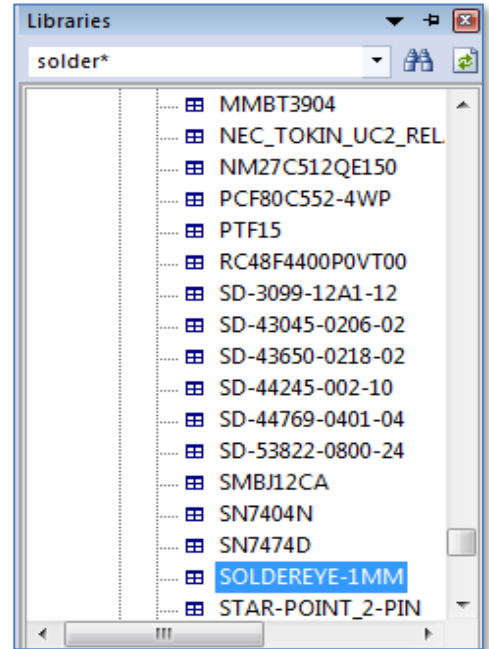 Libraries
solder*
MMBT3904
NEC_TOKIN_UC2_REL
NM27C512QE150
PCF80C552-4WP
PTF15
RC48F4400P0VT00
SD-3099-12A1-12
SD-43045-0206-02
SD-43650-0218-02
SD-44245-002-10
SD-44769-0401-04
SD-53822-0800-24
SMBJ12CA
SN7404N
SN7474D
SOLDEREYE-1MM
STAR-POINT_2-PIN